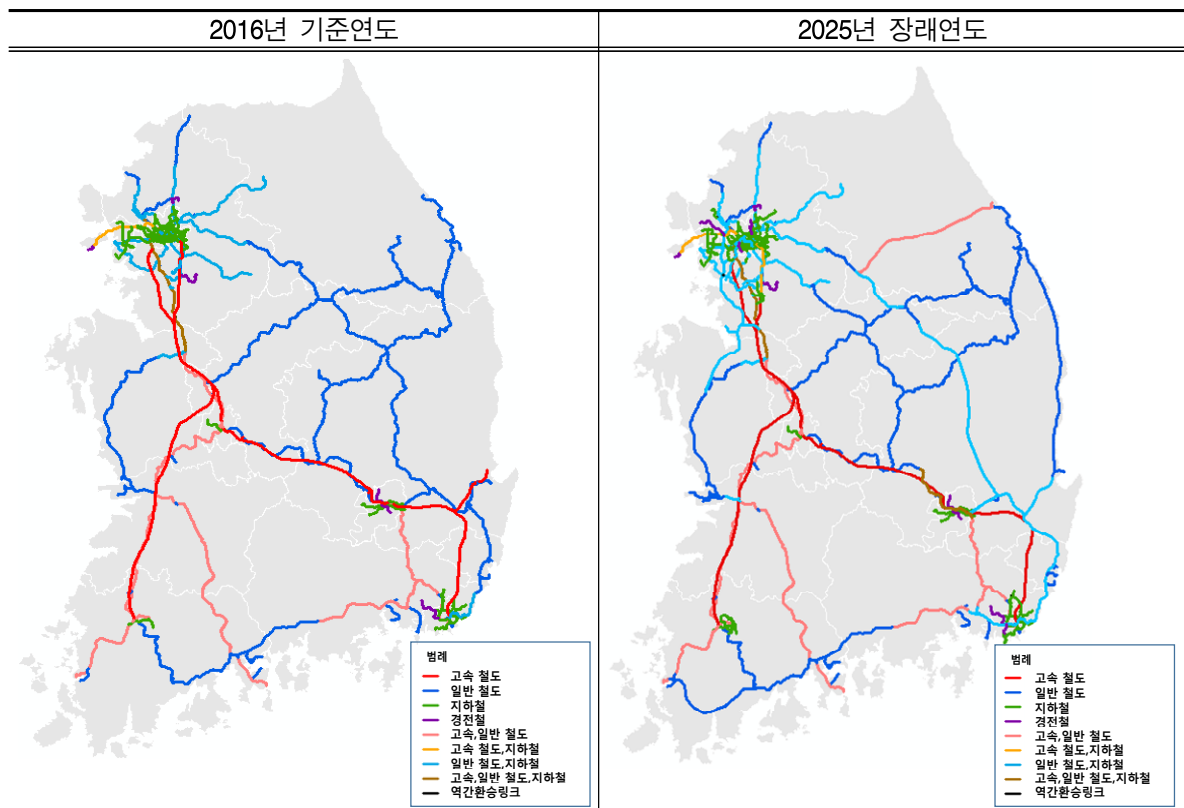 2016년 기준연도
2025년 장래연도
범례
고속 철도
일반 철도
지하철
경전철
고속,일반 철도
고속 철도,지하철
일반 철도,지하철
고속,일반 철도,지하철
역간환승링크
범례
고속 철도
일반 철도
지하철
경전철
고속,일반 철도
고속 철도,지하철
일반 철도,지하철
고속,일반 철도,지하철
역간환승링크